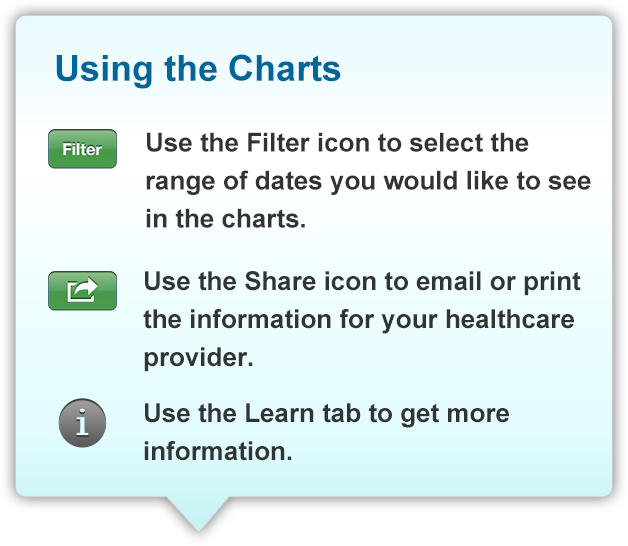 Using the Charts
Filter
Use the Filter icon to select the
range of dates you would like to see
in the charts.
Use the Share icon to email or print
the information for your healthcare
provider.
i
Use the Learn tab to get more
information.